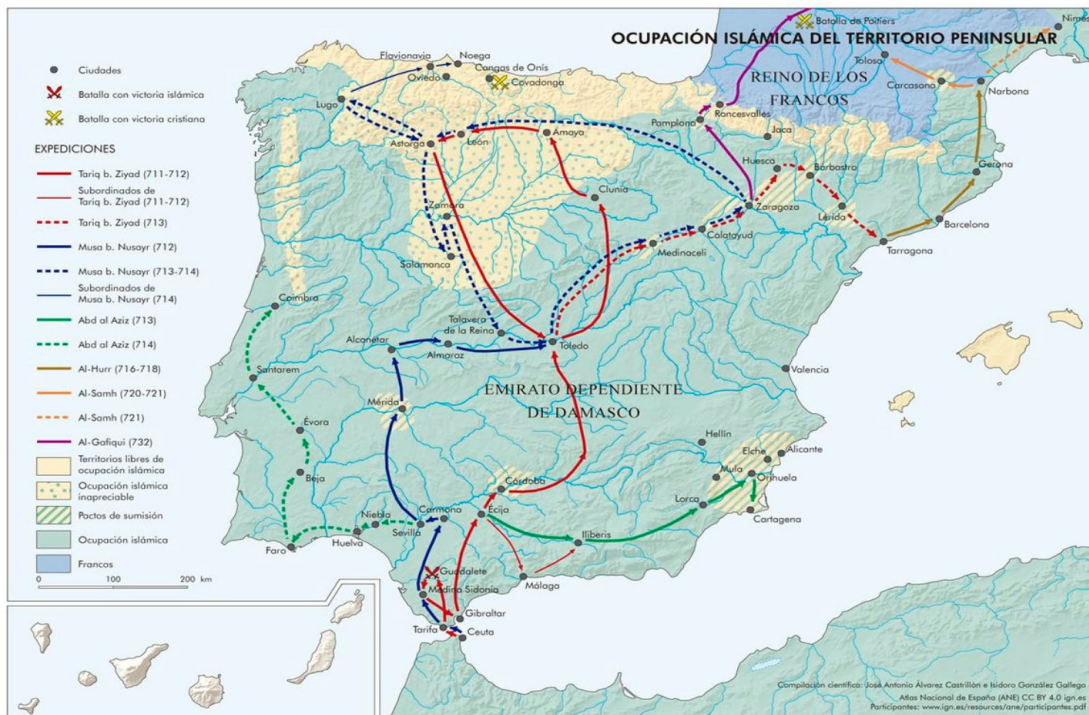 OCUPACIÓN ISLÁMICA DEL TERRITORIO PENINSULAR
Ciudades
Batalla con victoria islámica
Batalla con victoria cristiana
EXPEDICIONES
Tariq b. Ziyad (711-712)
Subordinados de
Tariq b. Ziyad (711-712)
Tariq b. Ziyad (713)
Musa b. Nusayr (712)
Musa b. Nusayr (713-714)
Subordinados de
Musa b. Nusayr (714)
Abd al Aziz (713)
Abd al Aziz (714)
Al-Hurr (716-718)
Al-Samh (720-721)
Al-Samh (721)
Al-Gafiqui (732)
Territorios libres de
ocupación islámica
Ocupación islámica
inapreciable
Pactos de sumisión
Ocupación islámica
Francos
0 100 200 km
Batalla de Poitiers
Nimes
REINO DE LOS
FRANCOS
Tolosa
Carcasona
Narbona
Flavionavia
Noega
Oviedo
Cangas de Onís
Covadonga
Lugo
Roncesvalles
Pamplona
Jaca
Astorga
León
Amaya
Huesca
Barbastro
Gerona
Clunia
Zamora
Zaragoza
Lérida
Barcelona
Calatayud
Tarragona
Medinaceli
Salamanca
Coimbra
Talavera
de la Reina
Alconétar
Almaraz
Toledo
Santarem
Valencia
EMIRATO DEPENDIENTE
DE DAMASCO
Mérida
Évora
Hellín
Elche
Alicante
Beja
Mula
Orihuela
Córdoba
Lorca
Cartagena
Écija
Carmona
Niebla
Sevilla
Iliberis
Huelva
Faro
Guadalete
Málaga
Medina Sidonia
Gibraltar
Tarifa
Ceuta
Compilación científica: José Antonio Álvarez Castrillón e Isidoro González Gallego
Atlas Nacional de España (ANE) CC BY 4.0 ign.es
Participantes: www.ign.es/resources/ane/participantes.pdf